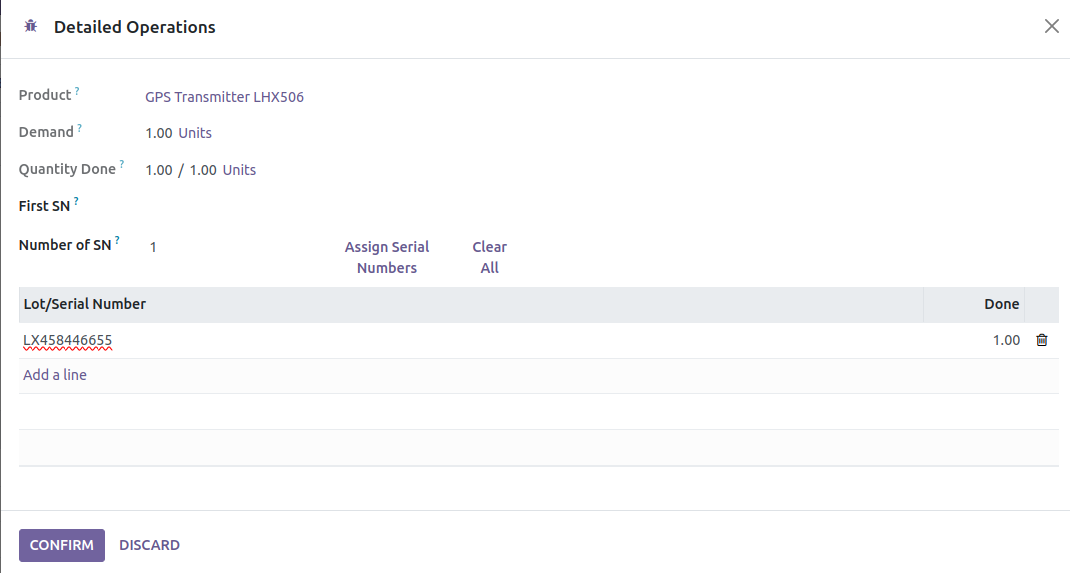 Detailed Operations
Product ? GPS Transmitter LHX506
Demand ? 1.00 Units
Quantity Done ? 1.00 / 1.00 Units
First SN ?
Number of SN ? 1 Assign Serial Numbers Clear All
Lot/Serial Number Done
LX458446655 1.00
Add a line
CONFIRM DISCARD